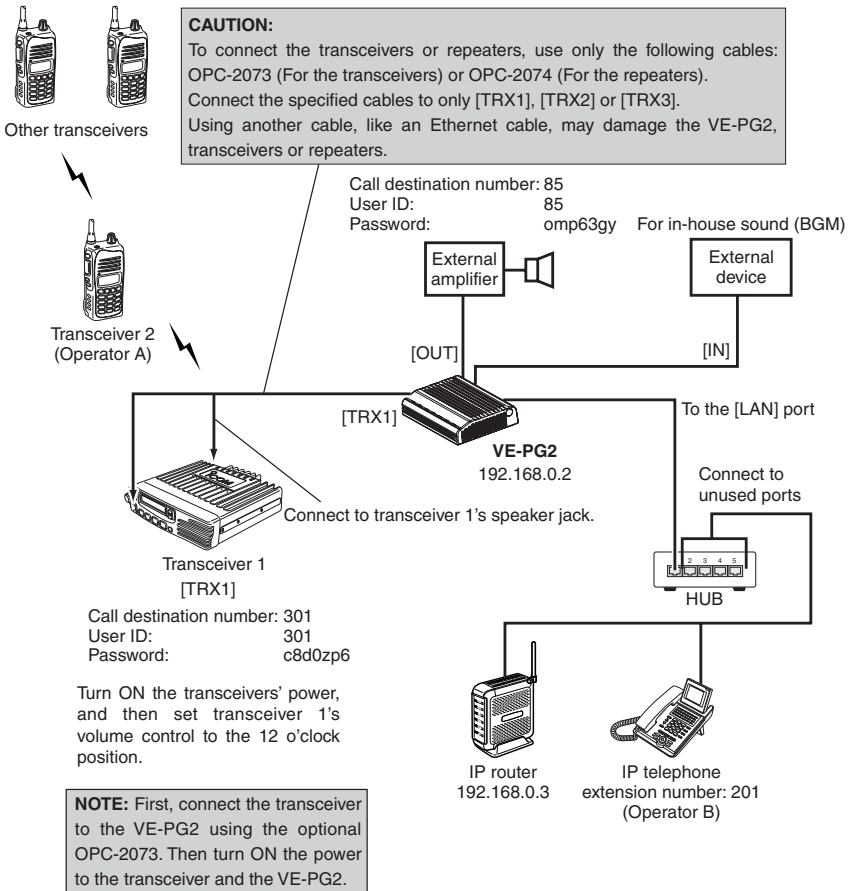 CAUTION:
To connect the transceivers or repeaters, use only the following cables:
OPC-2073 (For the transceivers) or OPC-2074 (For the repeaters).
Connect the specified cables to only [TRX1], [TRX2] or [TRX3].
Using another cable, like an Ethernet cable, may damage the VE-PG2,
transceivers or repeaters.
Other transceivers
Call destination number: 85
User ID: 85
Password: omp63gy
For in-house sound (BGM)
External
amplifier
External
device
Transceiver 2
(Operator A)
[OUT]
[IN]
[TRX1]
To the [LAN] port
VE-PG2
192.168.0.2
Connect to
unused ports
ICOM
Connect to transceiver 1's speaker jack.
2 3 4 5
HUB
Transceiver 1
[TRX1]
Call destination number: 301
User ID: 301
Password: c8d0zp6
Turn ON the transceivers' power,
and then set transceiver 1's
volume control to the 12 o'clock
position.
IP router
192.168.0.3
IP telephone
extension number: 201
(Operator B)
NOTE: First, connect the transceiver
to the VE-PG2 using the optional
OPC-2073. Then turn ON the power
to the transceiver and the VE-PG2.